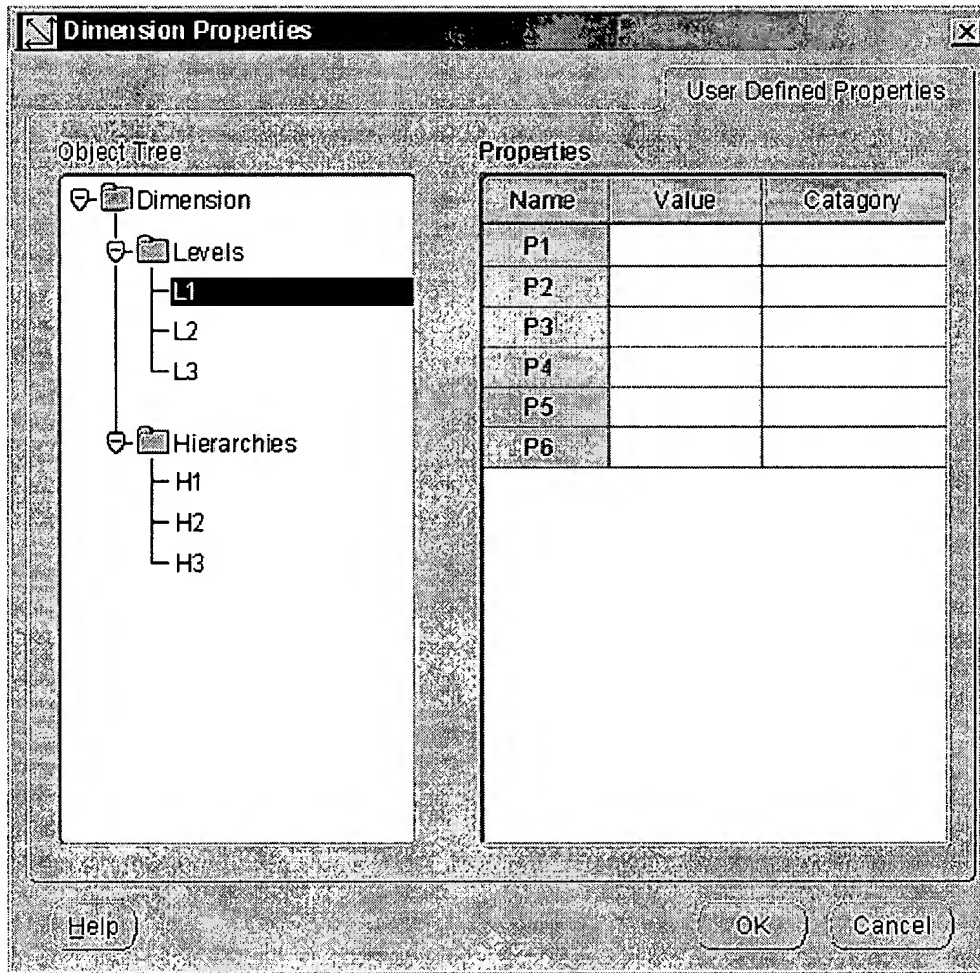 Dimension Properties
User Defined Properties
Object Tree
Dimension
Levels
L1
L2
L3
Hierarchies
H1
H2
H3
Properties
Name Value Catagory
P1
P2
P3
P4
P5
P6
Help OK Cancel